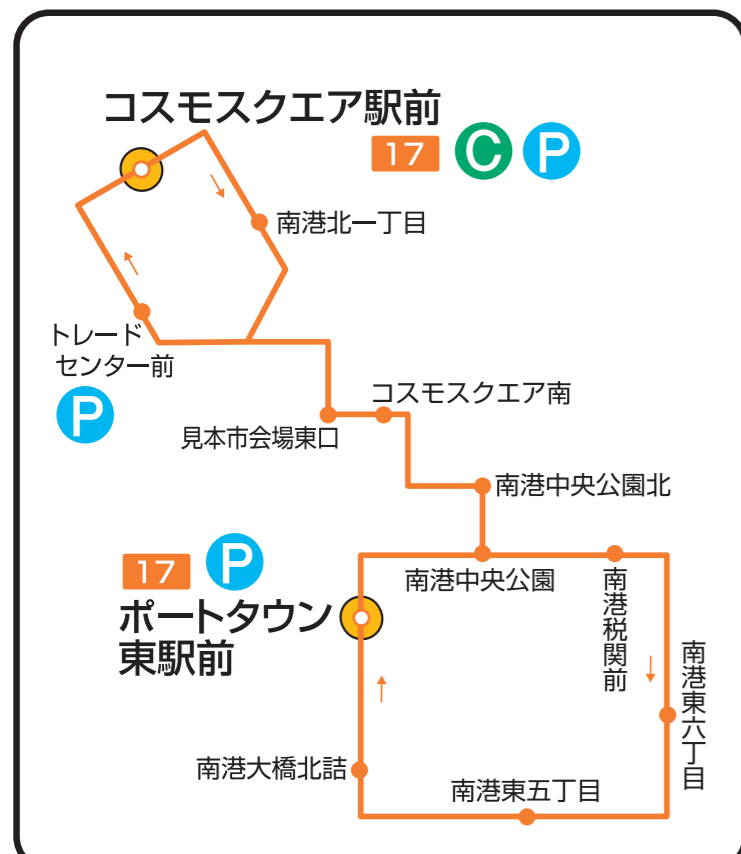 コスモスクエア駅前
17 C P
南港北一丁目
トレード
センター前
P
コスモスクエア南
見本市会場東口
南港中央公園北
17 P
ポートタウン
東駅前
南港中央公園
南港税関前
南港東六丁目
南港大橋北詰
南港東五丁目